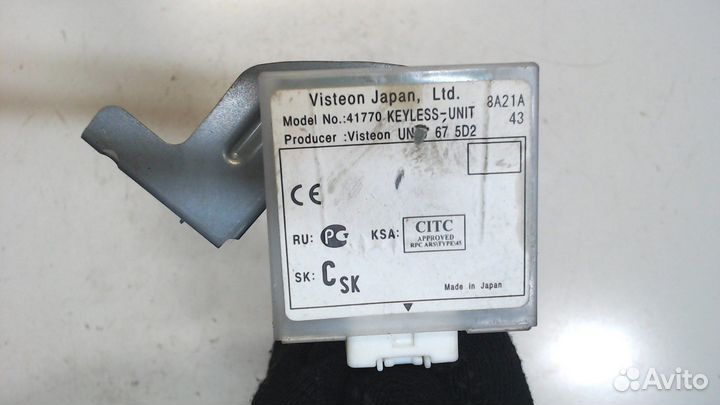 Visteon Japan, Ltd. 8A21A
Model No.:41770 KEYLESS-UNIT 43
Producer :Visteon 67 5D2
CE
RU: PC KSA: CITC
APPROVED
SK: CSK
Made in Japan
Avito